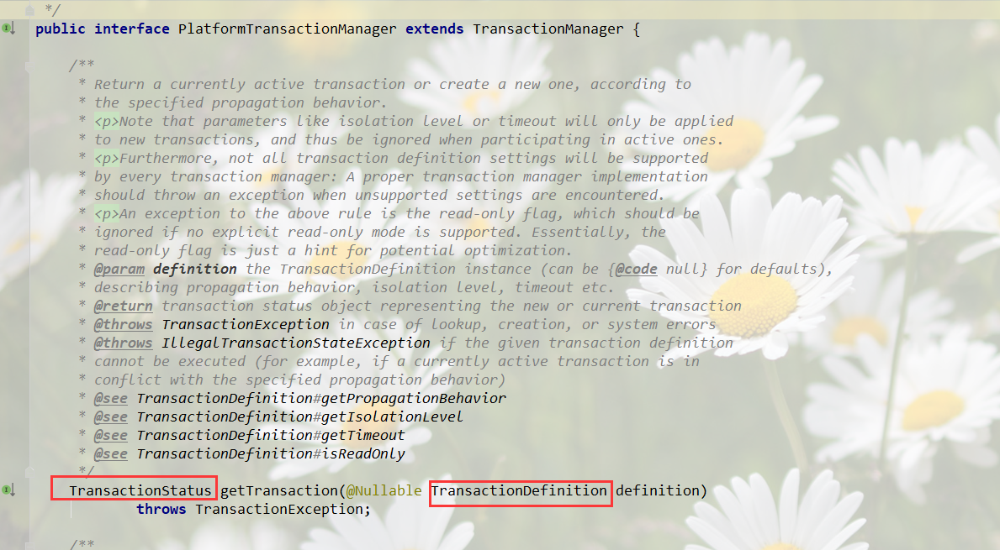 */
public interface PlatformTransactionManager extends TransactionManager {
/**
* Return a currently active transaction or create a new one, according to
* the specified propagation behavior.
* <p>Note that parameters like isolation level or timeout will only be applied
* to new transactions, and thus be ignored when participating in active ones.
* <p>Furthermore, not all transaction definition settings will be supported
* by every transaction manager: A proper transaction manager implementation
* should throw an exception when unsupported settings are encountered.
* <p>An exception to the above rule is the read-only flag, which should be
* ignored if no explicit read-only mode is supported. Essentially, the
* read-only flag is just a hint for potential optimization.
* @param definition the TransactionDefinition instance (can be {@code null} for defaults),
* describing propagation behavior, isolation level, timeout etc.
* @return transaction status object representing the new or current transaction
* @throws TransactionException in case of lookup, creation, or system errors
* @throws IllegalTransactionStateException if the given transaction definition
* cannot be executed (for example, if a currently active transaction is in
* conflict with the specified propagation behavior)
* @see TransactionDefinition#getPropagationBehavior
* @see TransactionDefinition#getIsolationLevel
* @see TransactionDefinition#getTimeout
* @see TransactionDefinition#isReadOnly
*/
TransactionStatus getTransaction(@Nullable TransactionDefinition definition)
throws TransactionException;
/**